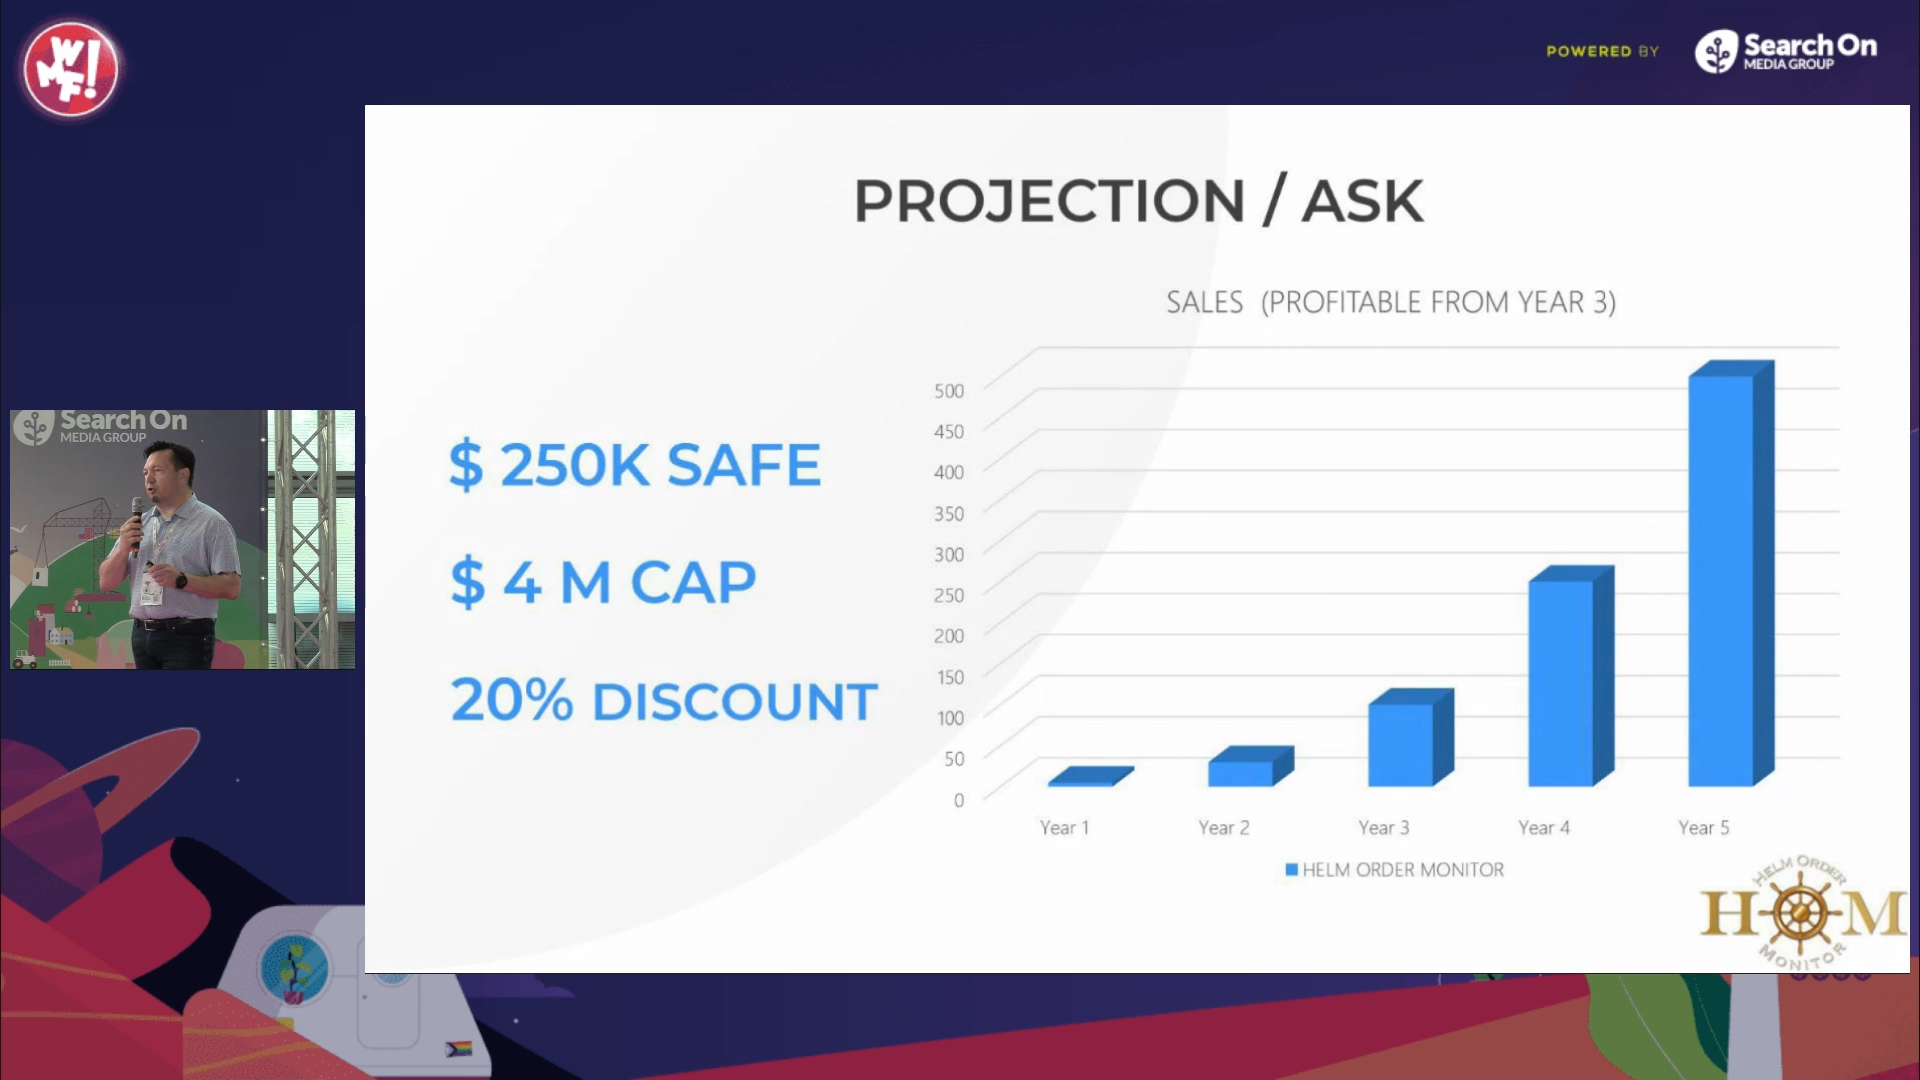 WMF!
POWERED BY
Search On
MEDIA GROUP
PROJECTION / ASK
SALES (PROFITABLE FROM YEAR 3)
$ 250K SAFE
$ 4 M CAP
20% DISCOUNT
500
450
400
350
300
250
200
150
100
50
0
Year 1
Year 2
Year 3
Year 4
Year 5
HELM ORDER MONITOR
HELM ORDER
HOM
MONITOR
Search On
MEDIA GROUP